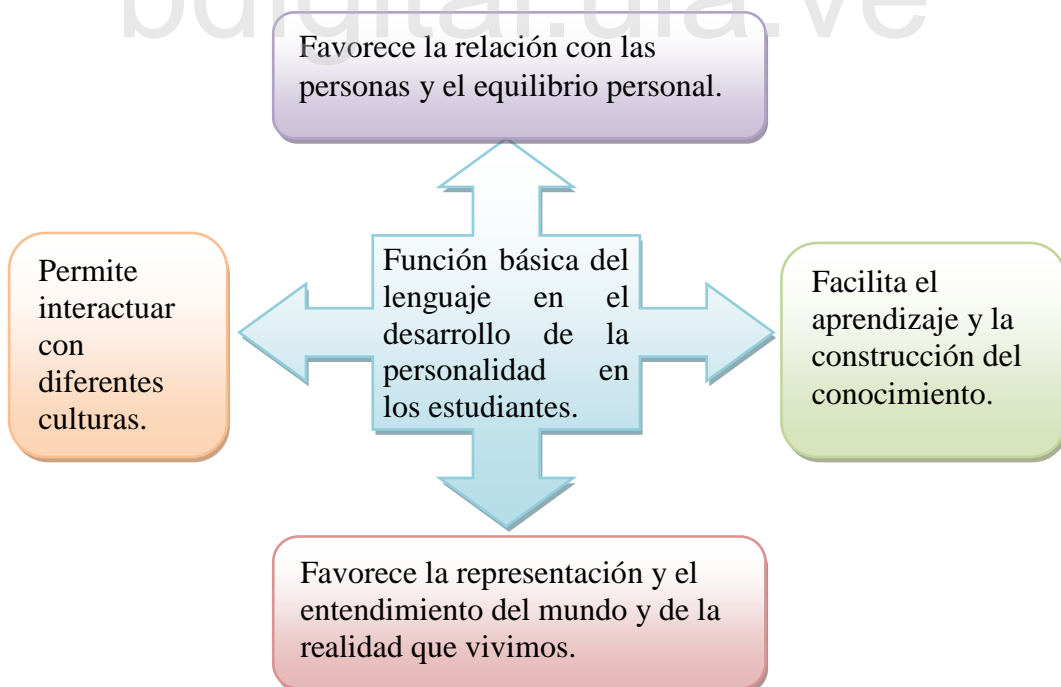 bdigital.ula.ve
Favorece la relación con las
personas y el equilibrio personal.
Permite
interactuar
con
diferentes
culturas.
Función básica del
lenguaje en el
desarrollo de la
personalidad en
los estudiantes.
Facilita el
aprendizaje y la
construcción del
conocimiento.
Favorece la representación y el
entendimiento del mundo y de la
realidad que vivimos.